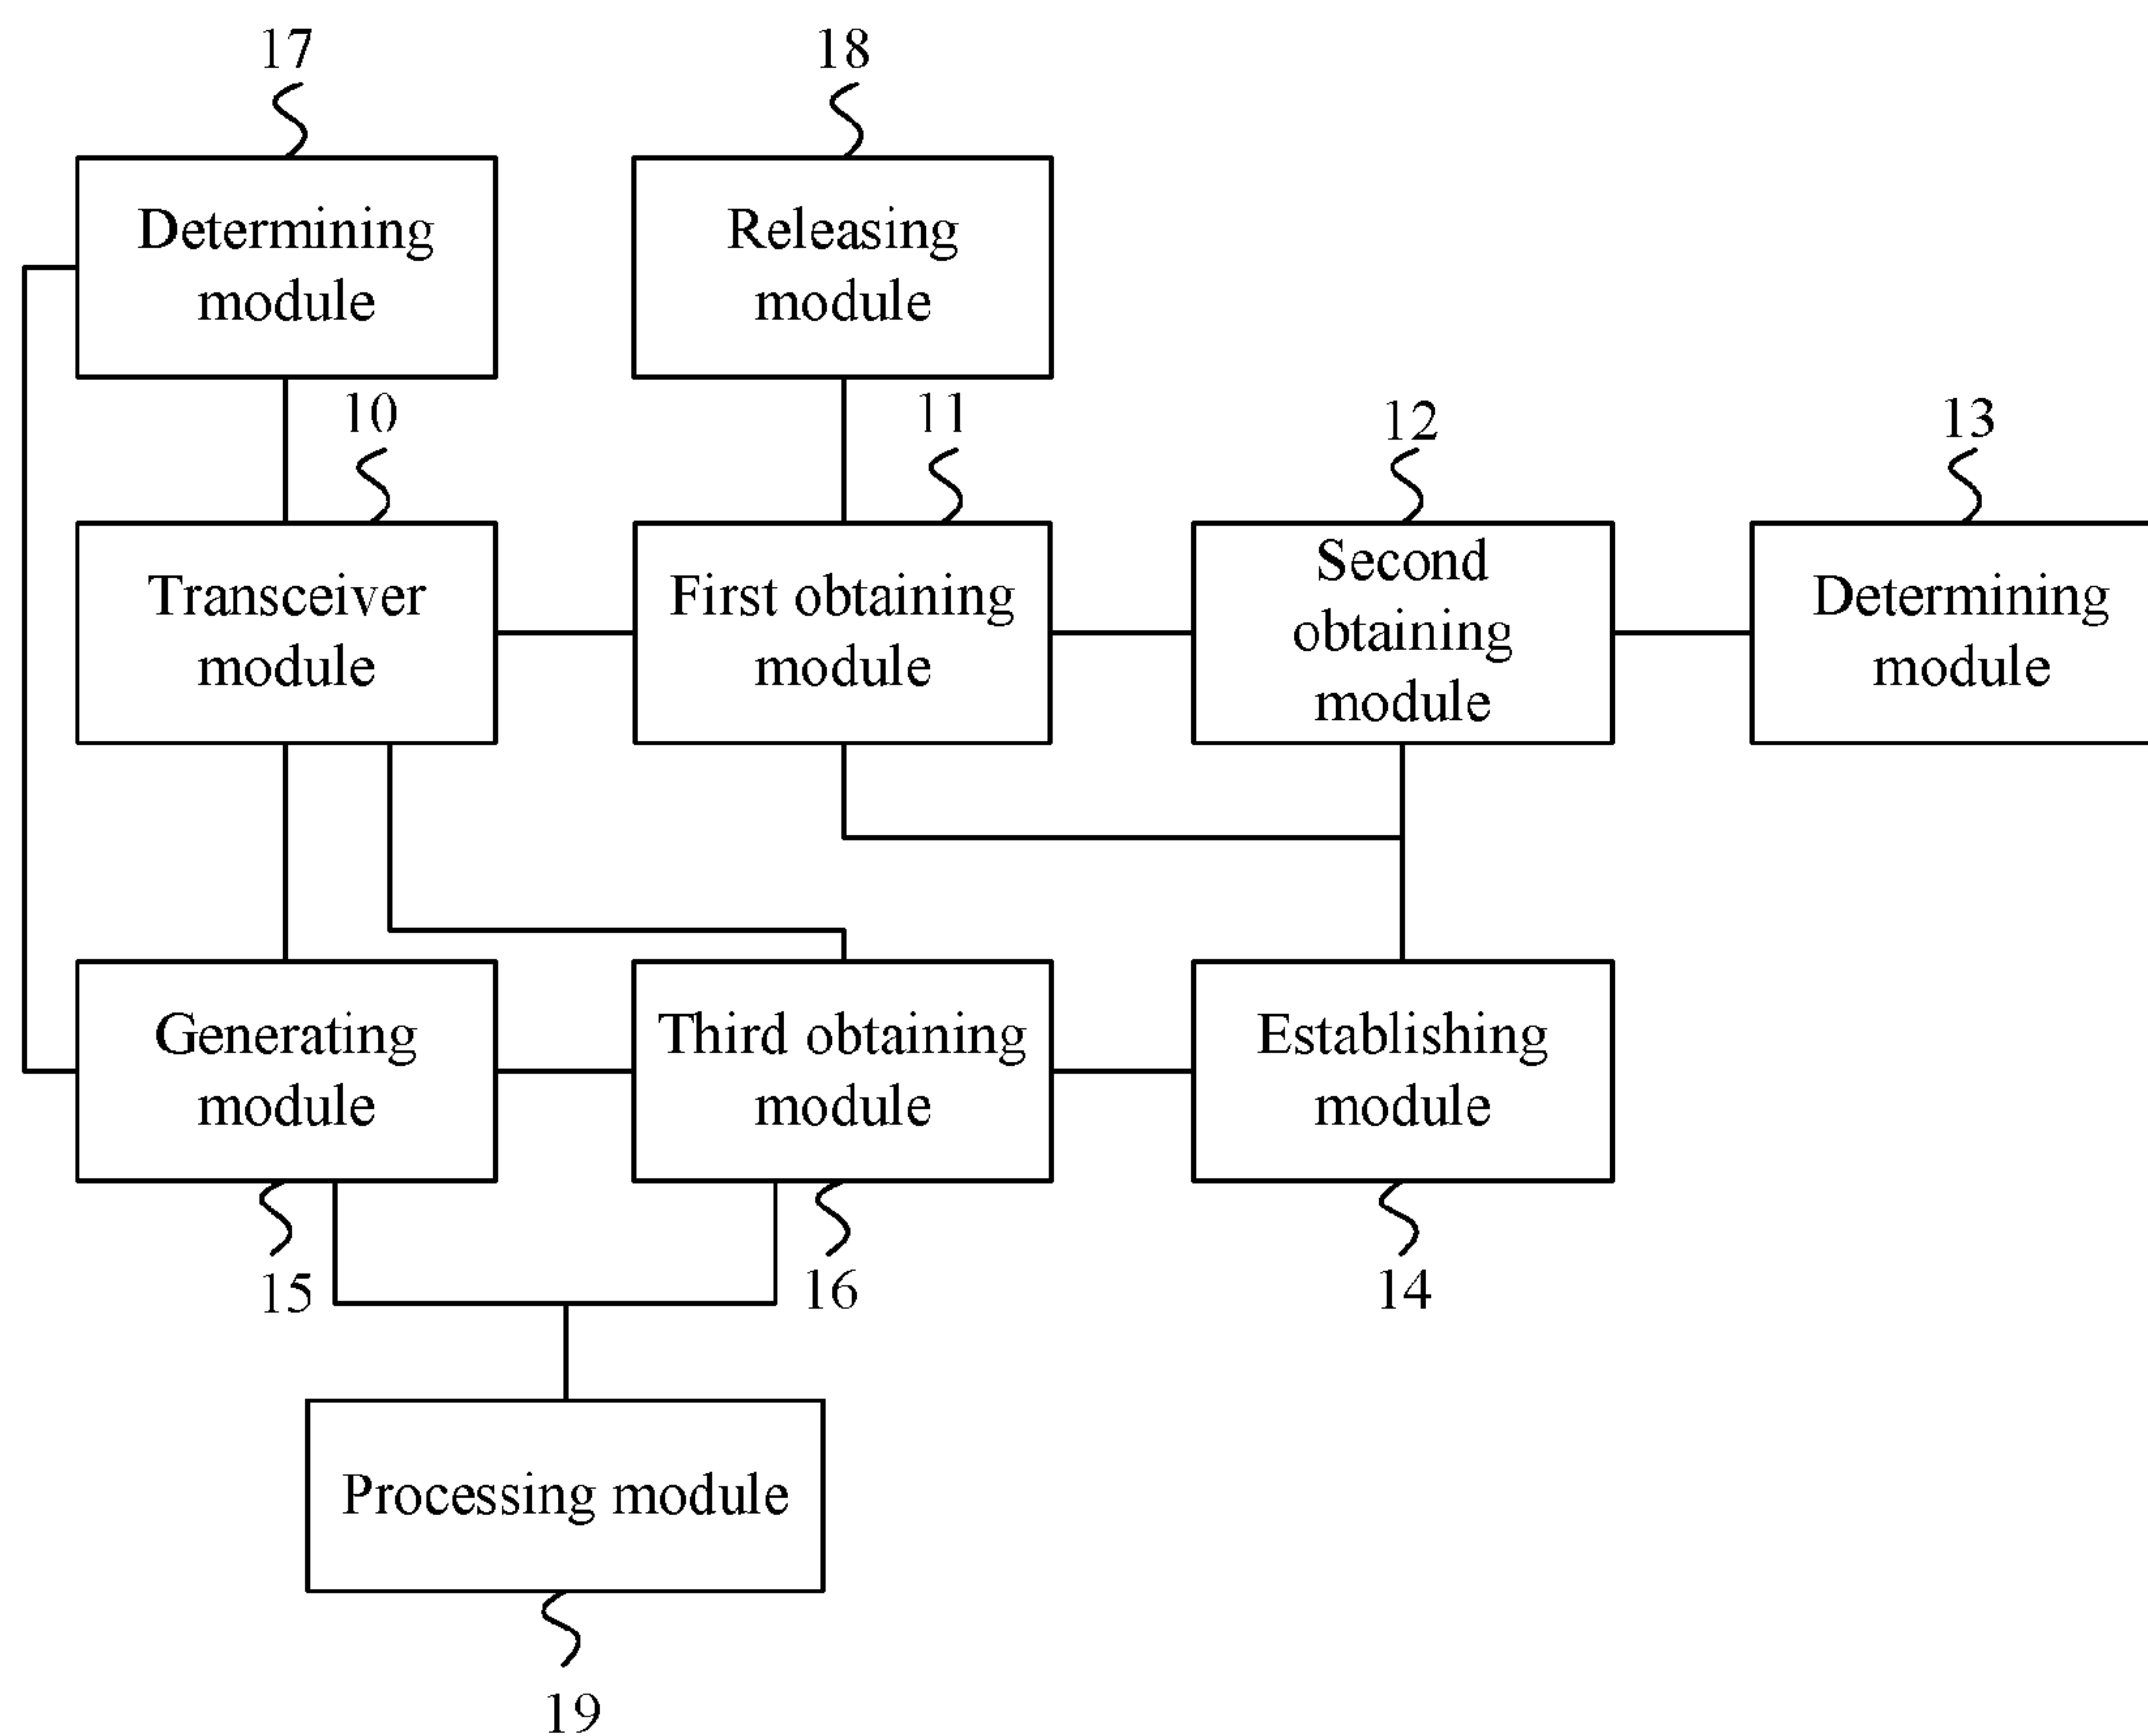 17
18
Determining
module
Releasing
module
10
11
12
13
Transceiver
module
First obtaining
module
Second
obtaining
module
Determining
module
Generating
module
Third obtaining
module
Establishing
module
15
16
14
Processing module
19